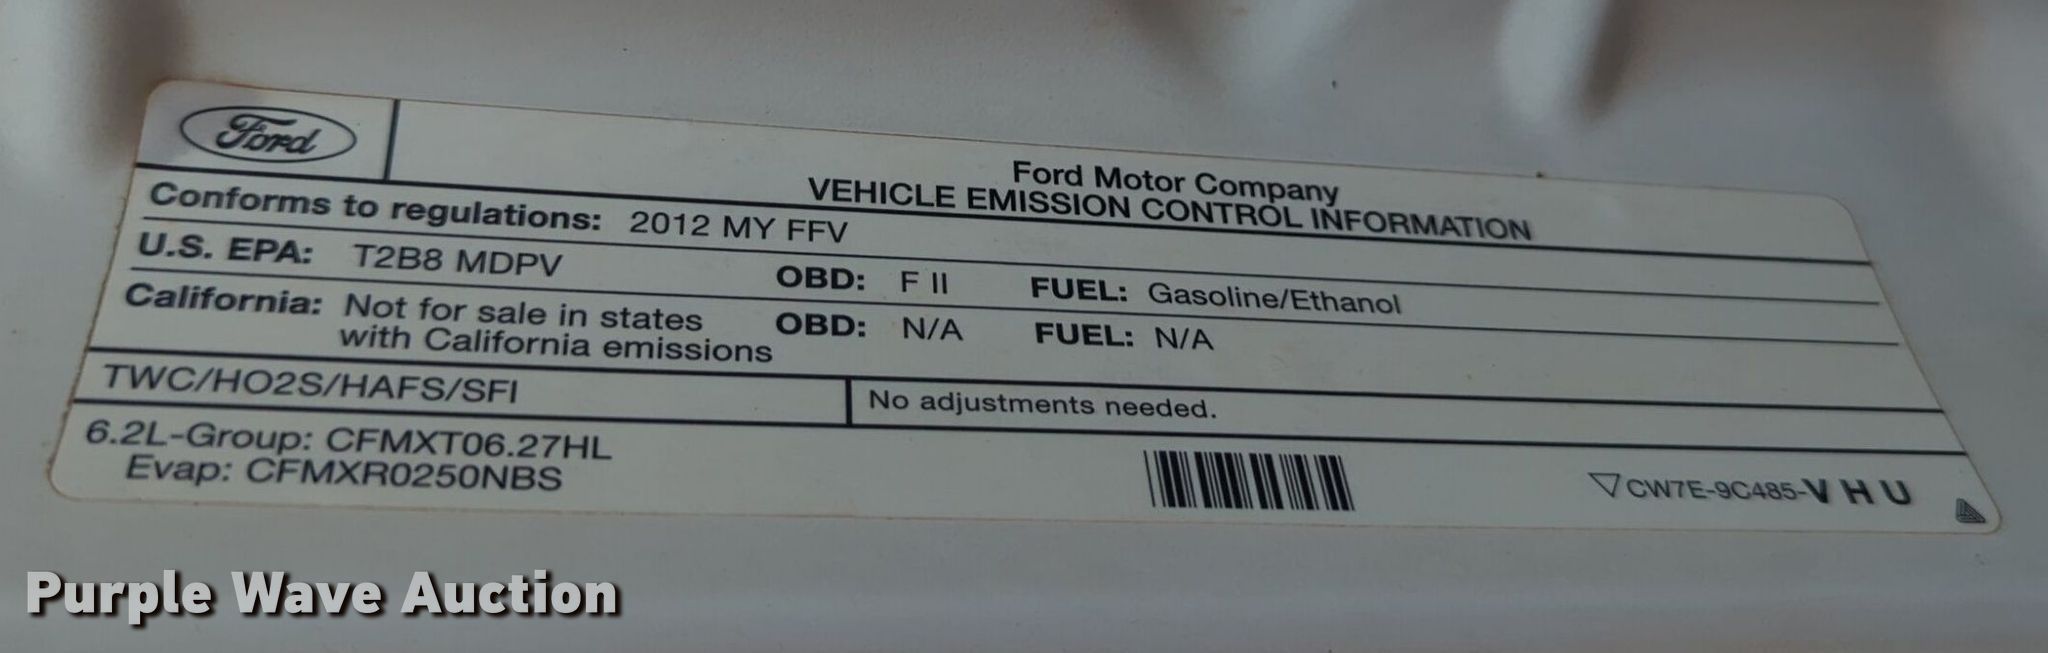 Ford
Ford Motor Company
VEHICLE EMISSION CONTROL INFORMATION
Conforms to regulations: 2012 MY FFV
U.S. EPA: T2B8 MDPV OBD: F II FUEL: Gasoline/Ethanol
California: Not for sale in states with California emissions OBD: N/A FUEL: N/A
TWC/HO2S/HAFS/SFI
No adjustments needed.
6.2L-Group: CFMXT06.27HL
Evap: CFMXR0250NBS
CW7E-9C485-V H U
Purple Wave Auction